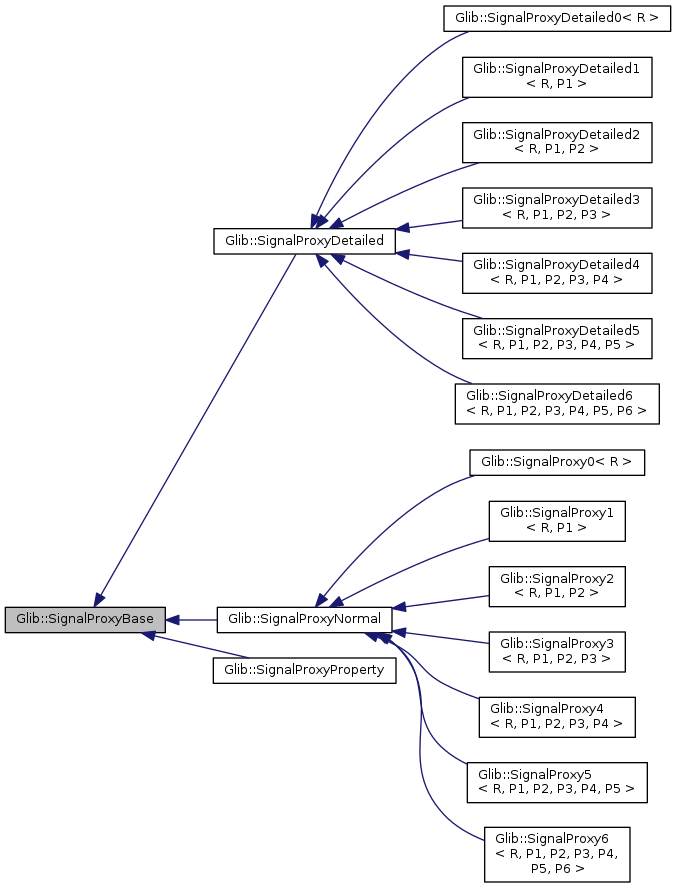 Glib::SignalProxyDetailed0< R >
Glib::SignalProxyDetailed1
< R, P1 >
Glib::SignalProxyDetailed2
< R, P1, P2 >
Glib::SignalProxyDetailed3
< R, P1, P2, P3 >
Glib::SignalProxyDetailed
Glib::SignalProxyDetailed4
< R, P1, P2, P3, P4 >
Glib::SignalProxyDetailed5
< R, P1, P2, P3, P4, P5 >
Glib::SignalProxyDetailed6
< R, P1, P2, P3, P4, P5, P6 >
Glib::SignalProxy0< R >
Glib::SignalProxy1
< R, P1 >
Glib::SignalProxy2
< R, P1, P2 >
Glib::SignalProxyBase
Glib::SignalProxyNormal
Glib::SignalProxy3
< R, P1, P2, P3 >
Glib::SignalProxyProperty
Glib::SignalProxy4
< R, P1, P2, P3, P4 >
Glib::SignalProxy5
< R, P1, P2, P3, P4, P5 >
Glib::SignalProxy6
< R, P1, P2, P3, P4,
P5, P6 >